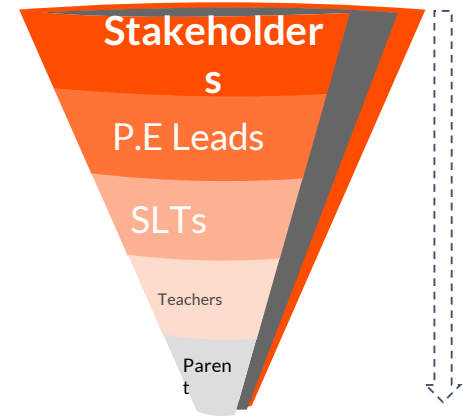 Stakeholder
s
P.E Leads
SLTs
Teachers
Paren
t